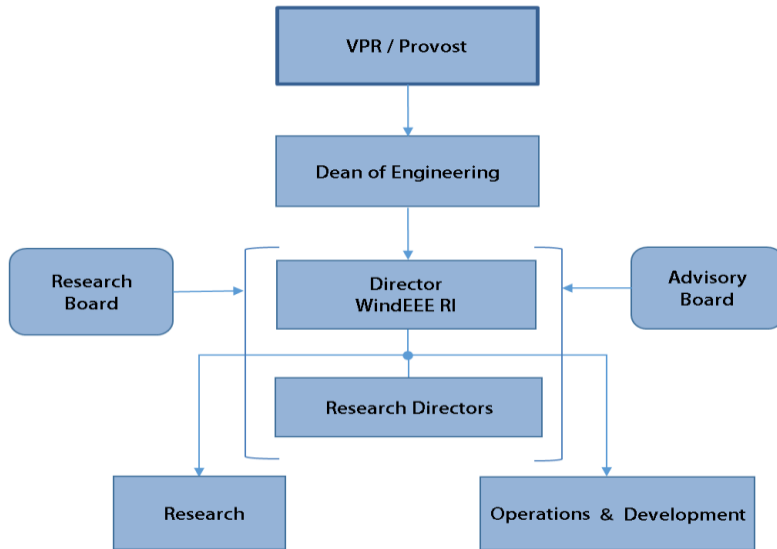 VPR / Provost
Dean of Engineering
Research
Board
Director
WindEEE RI
Advisory
Board
Research Directors
Research
Operations & Development